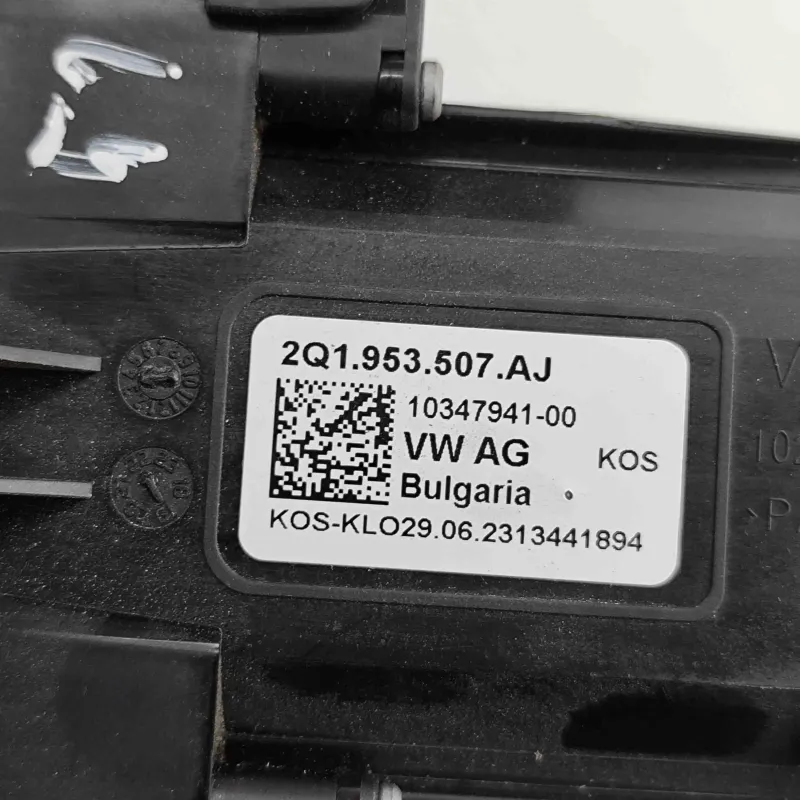 2Q1.953.507.AJ
10347941-00
VW AG
KOS
Bulgaria
KOS-KLO29.06.2313441894